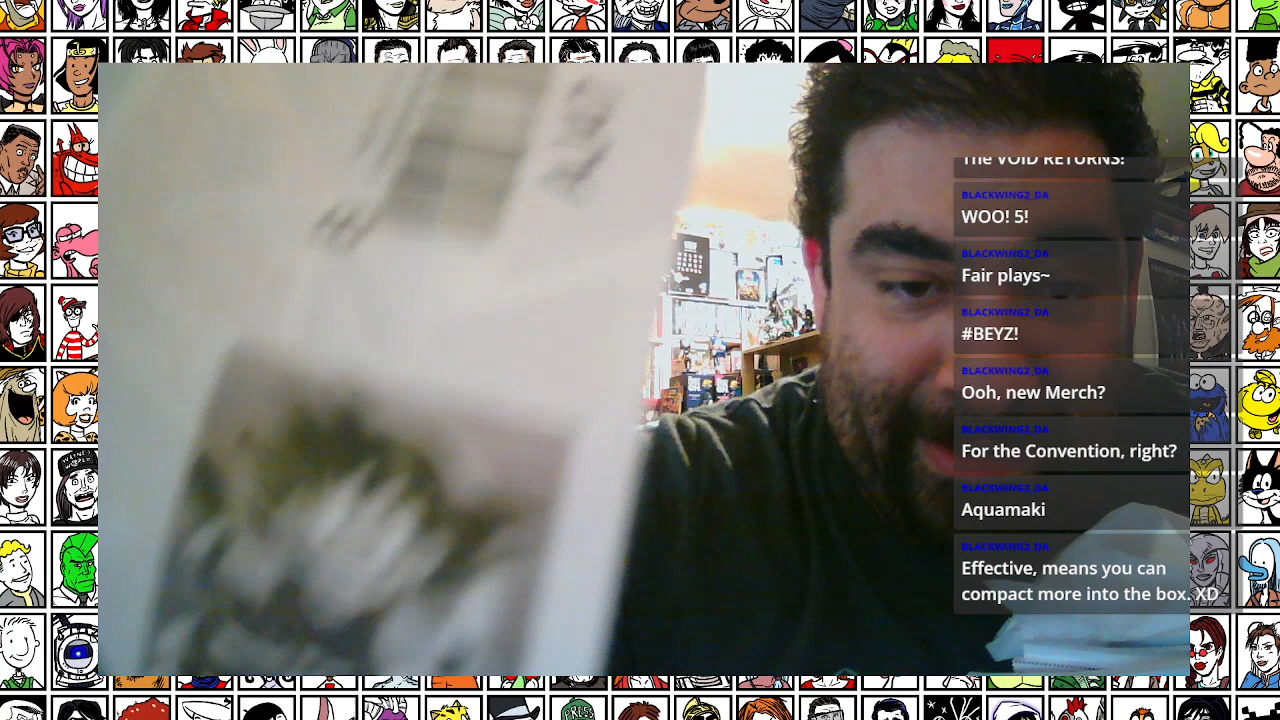 The VOID RETURNS!
BLACKWING2_DA
WOO! 5!
BLACKWING2_DA
Fair plays~
BLACKWING2_DA
#BEYZ!
BLACKWING2_DA
Ooh, new Merch?
BLACKWING2_DA
For the Convention, right?
BLACKWING2_DA
Aquamaki
BLACKWING2_DA
Effective, means you can
compact more into the box. XD